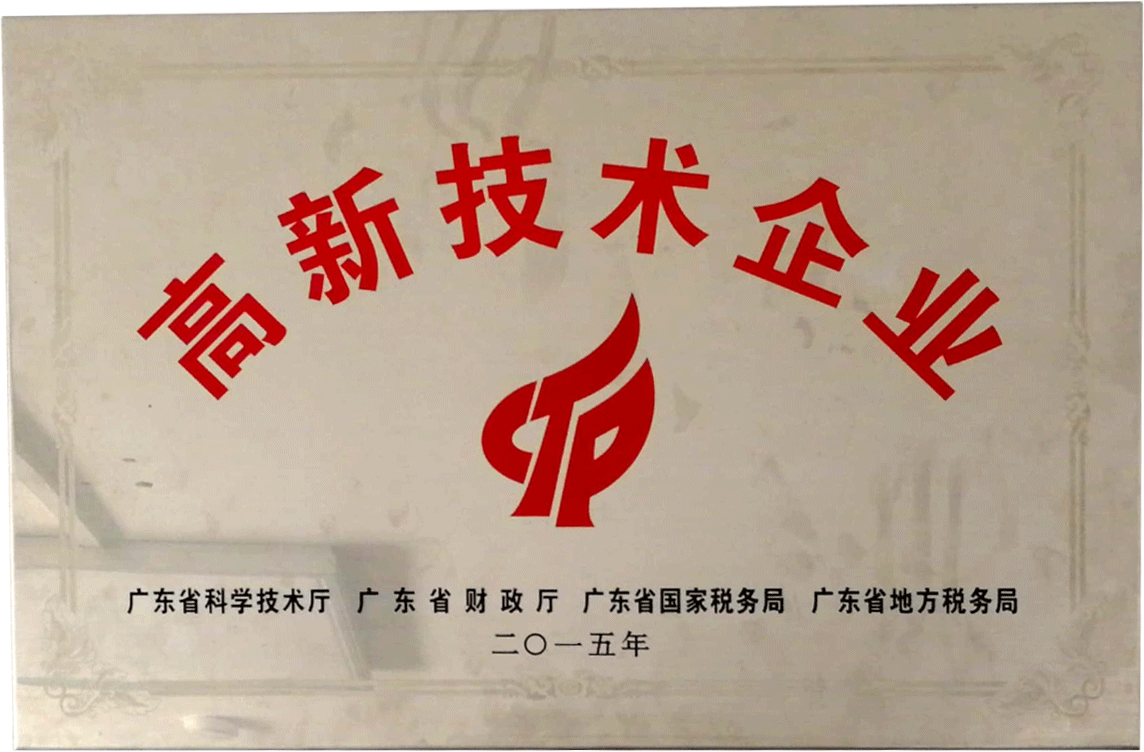 高新技术企业
广东省科学技术厅 广东省财政厅 广东省国家税务局 广东省地方税务局
二〇一五年